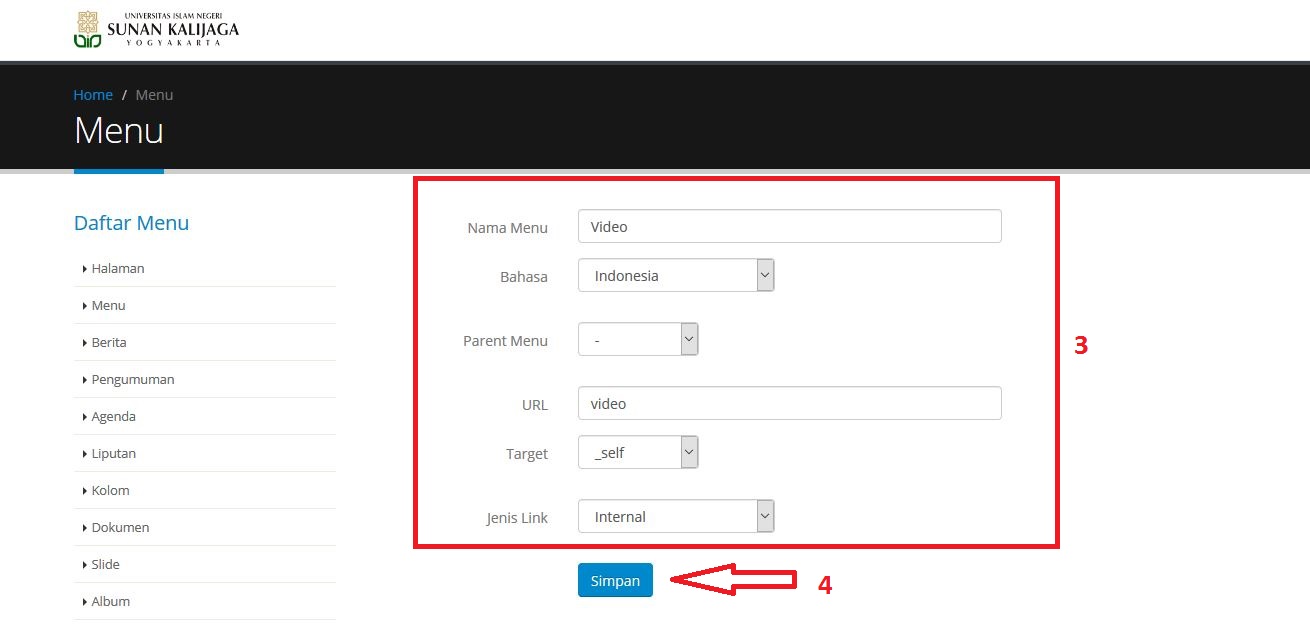 UNIVERSITAS ISLAM NEGERI
SUNAN KALIJAGA
YOGYAKARTA
Home / Menu
Menu
Daftar Menu
Halaman
Menu
Berita
Pengumuman
Agenda
Liputan
Kolom
Dokumen
Slide
Album
Nama Menu Video
Bahasa Indonesia
Parent Menu -
URL video
Target _self
Jenis Link Internal
3
Simpan
4